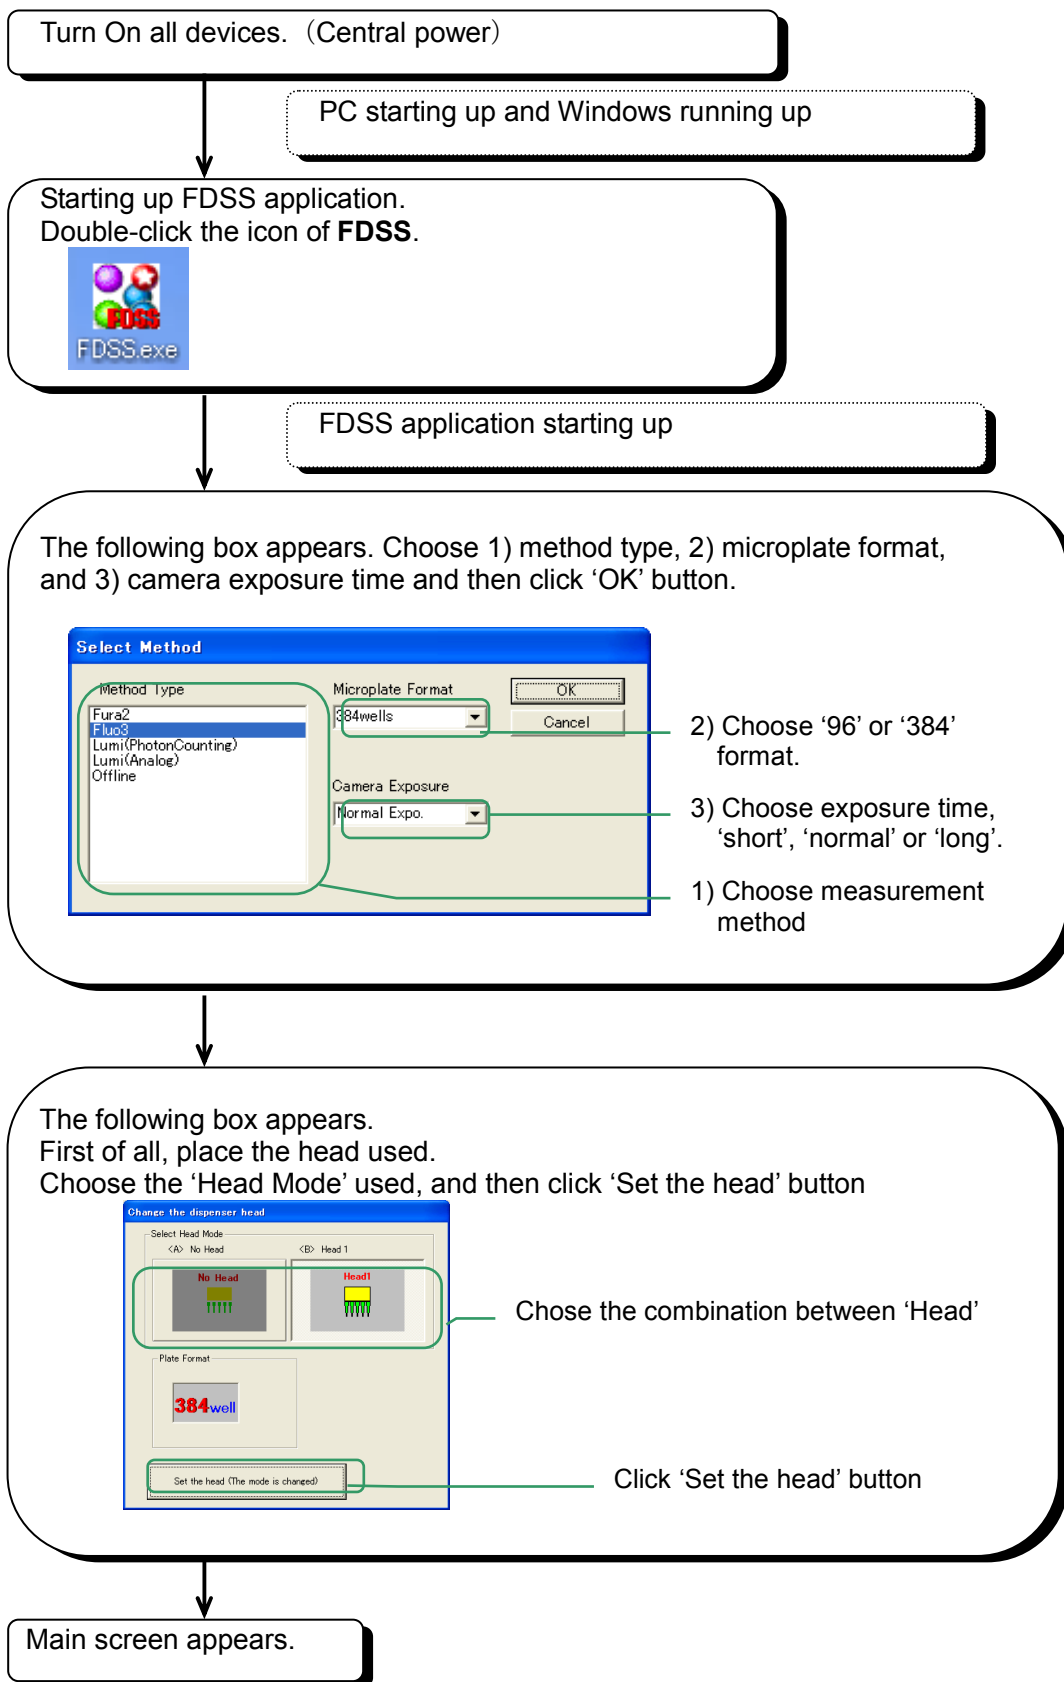 Turn On all devices.（Central power）
PC starting up and Windows running up
Starting up FDSS application.
Double-click the icon of FDSS.
FDSS
FDSS.exe
FDSS application starting up
The following box appears. Choose 1) method type, 2) microplate format,
and 3) camera exposure time and then click ‘OK’ button.
Select Method
Method Type
Microplate Format
OK
Fura2
384wells
Cancel
Fluo3
Lumi(PhotonCounting)
Lumi(Analog)
Offline
Camera Exposure
Normal Expo.
2) Choose ‘96’ or ‘384’
format.
3) Choose exposure time,
‘short’, ‘normal’ or ‘long’.
1) Choose measurement
method
The following box appears.
First of all, place the head used.
Choose the ‘Head Mode’ used, and then click ‘Set the head’ button
Change the dispenser head
Select Head Mode
<A> No Head
<B> Head 1
No Head
Head1
Chose the combination between ‘Head’
Plate Format
384well
Set the head (The mode is changed)
Click ‘Set the head’ button
Main screen appears.